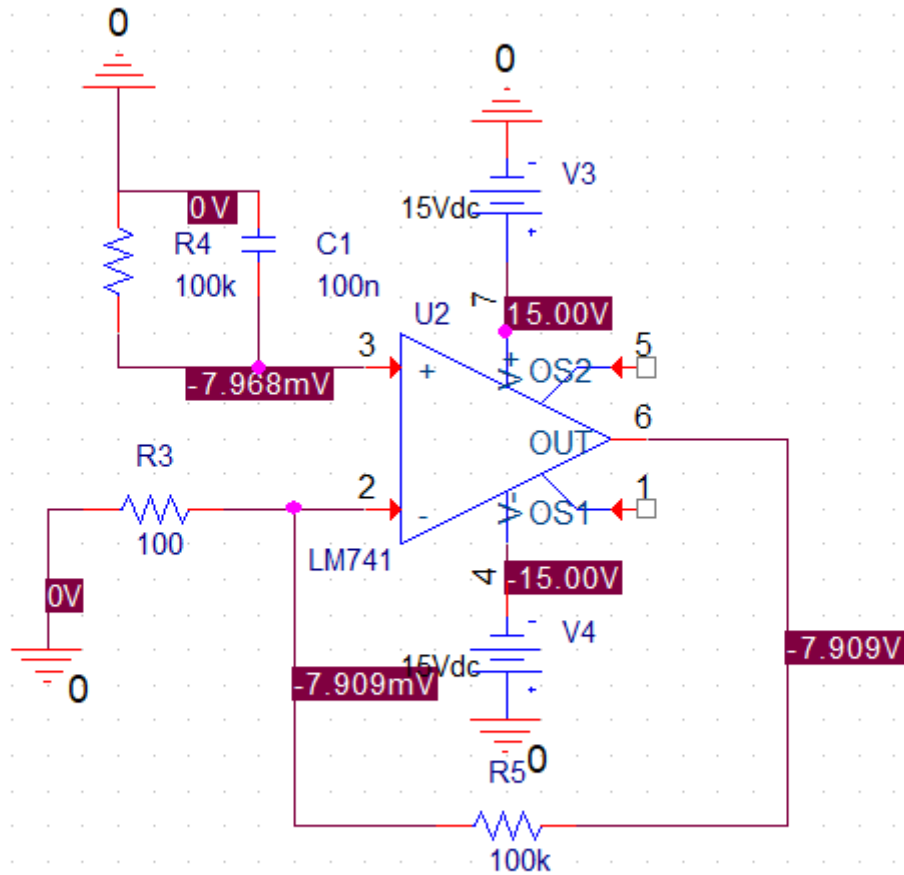 0
0
V3
15Vdc
-
+
0V
R4
100k
C1
100n
7
15.00V
U2
3
+
V+
OS2
5
-7.968mV
6
OUT
R3
100
2
-
V-
OS1
1
LM741
4
-15.00V
0V
0
V4
15Vdc
-
+
-7.909V
-7.909mV
0
R5
100k